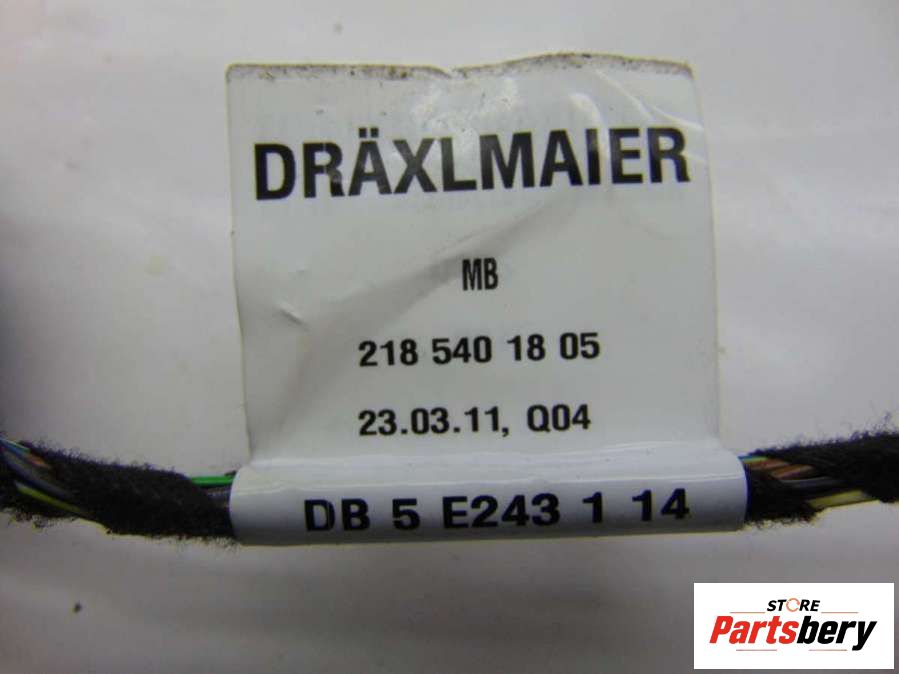 DRÄXLMAIER
MB
218 540 18 05
23.03.11, Q04
DB 5 E243 1 14
STORE
Partsbery